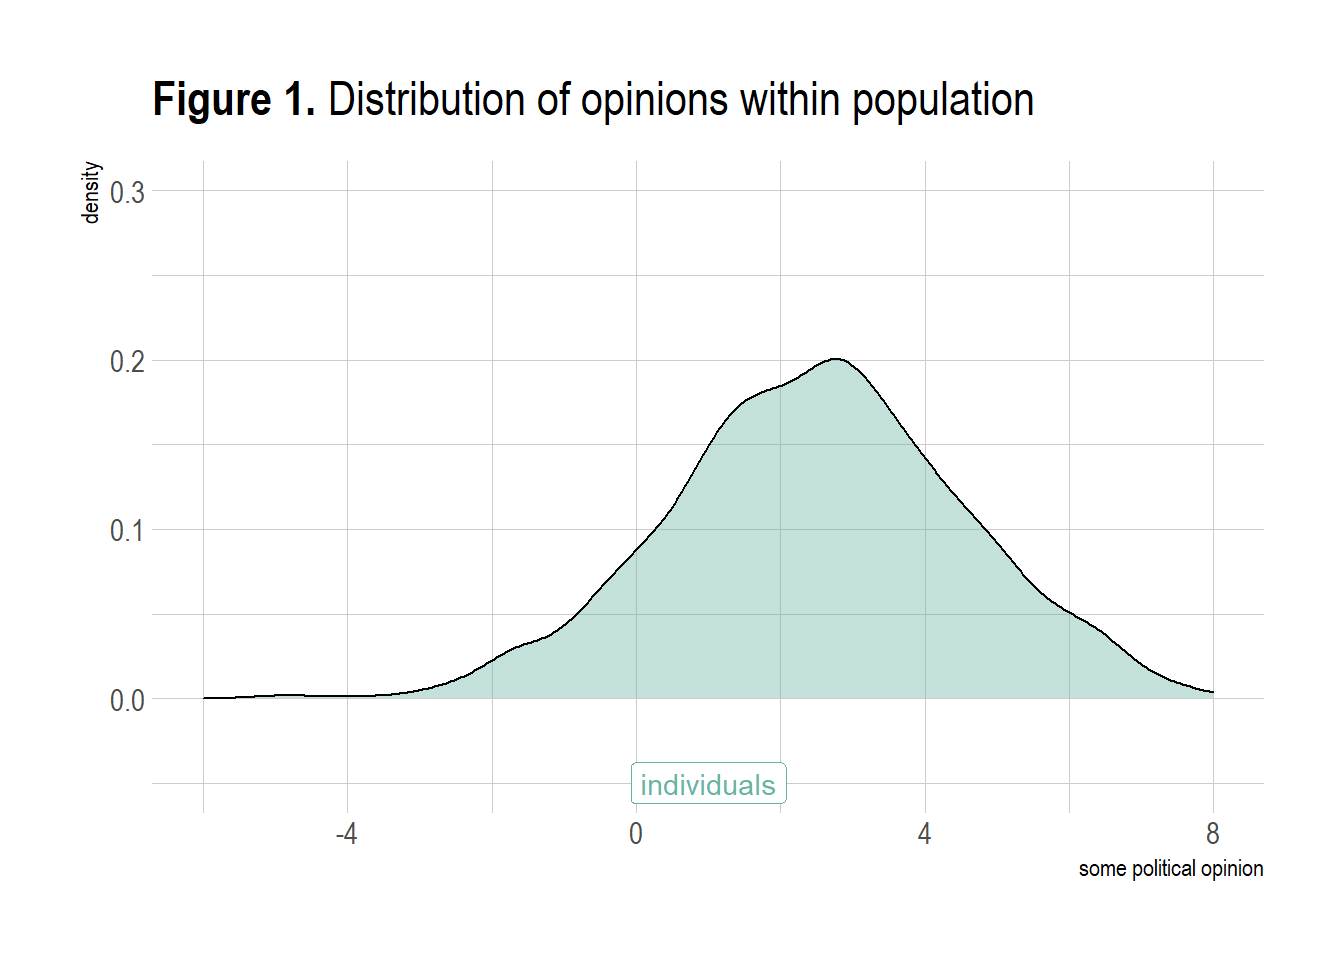 Figure 1. Distribution of opinions within population
density
0.3
0.2
0.1
0.0
individuals
-4 0 4 8
some political opinion